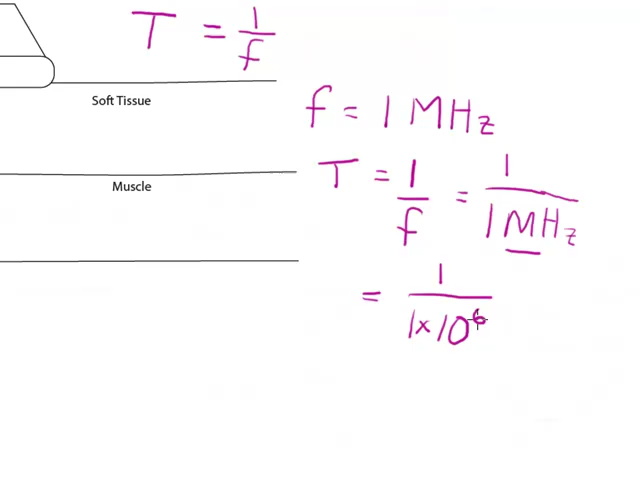 T = 1/f
Soft Tissue
f = 1 MHz
Muscle
T = 1/f = 1/1 MHz
= 1/1 x 10⁶